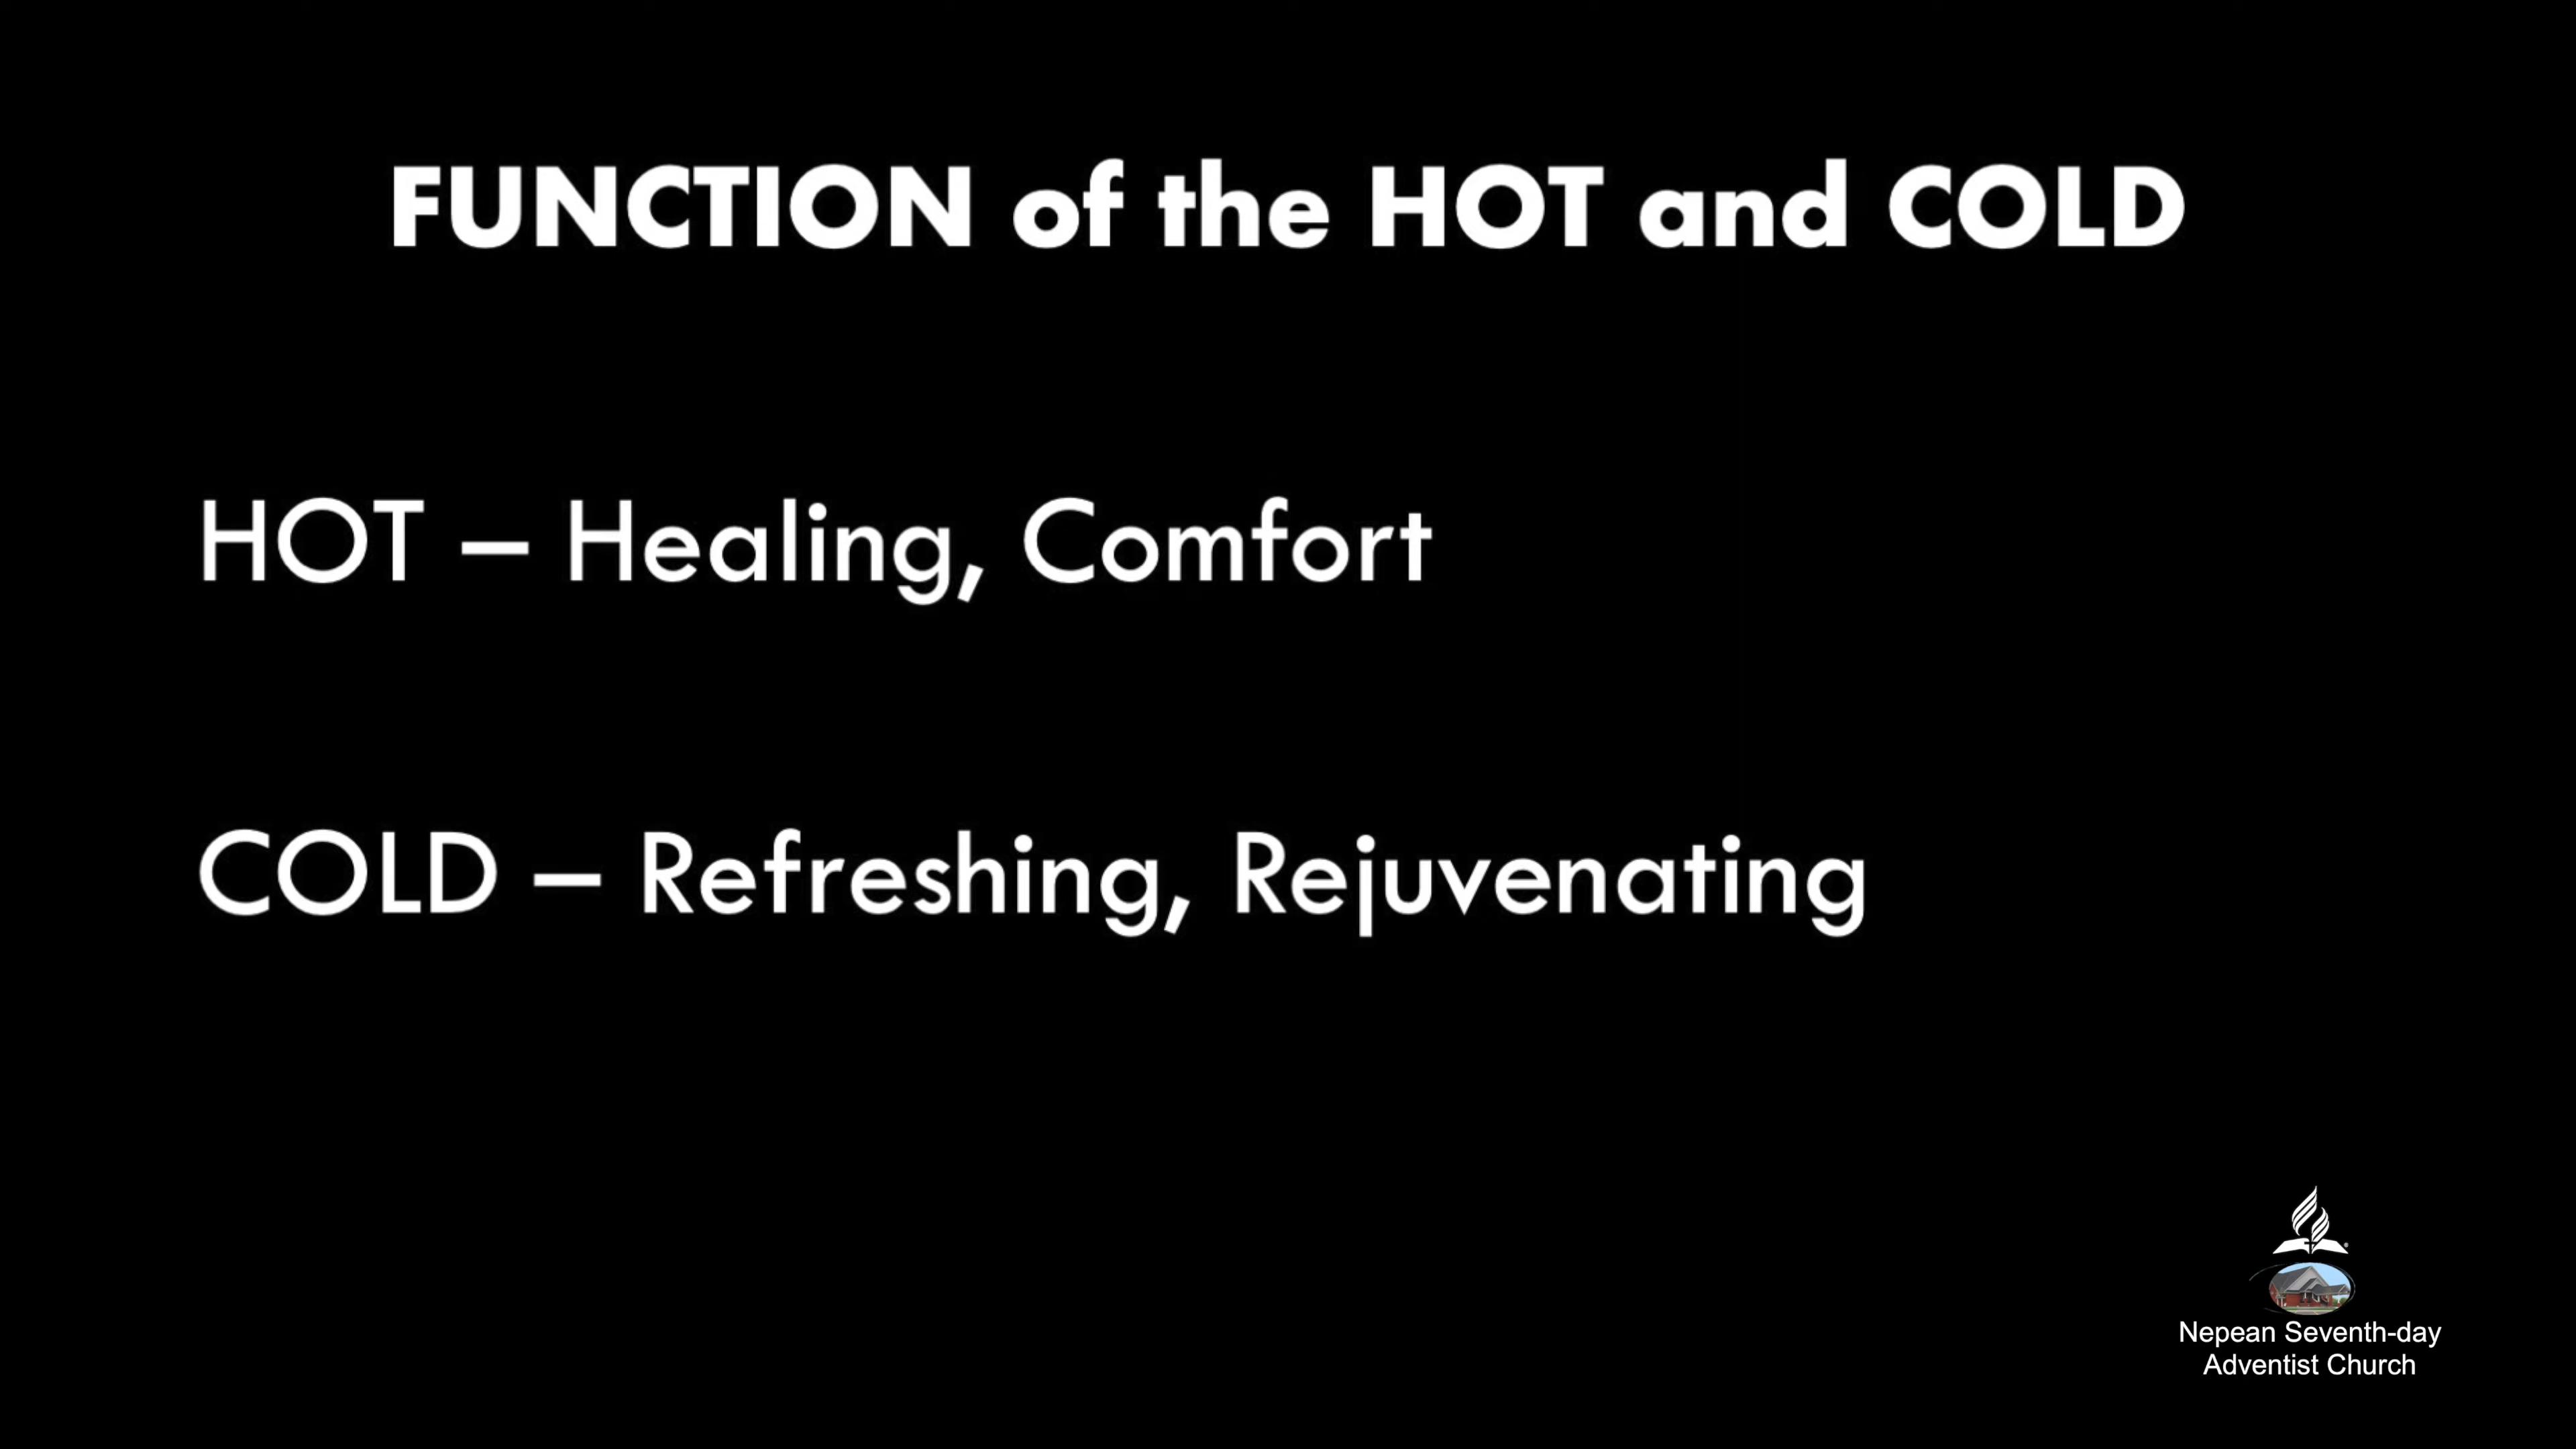 FUNCTION of the HOT and COLD
HOT – Healing, Comfort
COLD – Refreshing, Rejuvenating
Nepean Seventh-day
Adventist Church